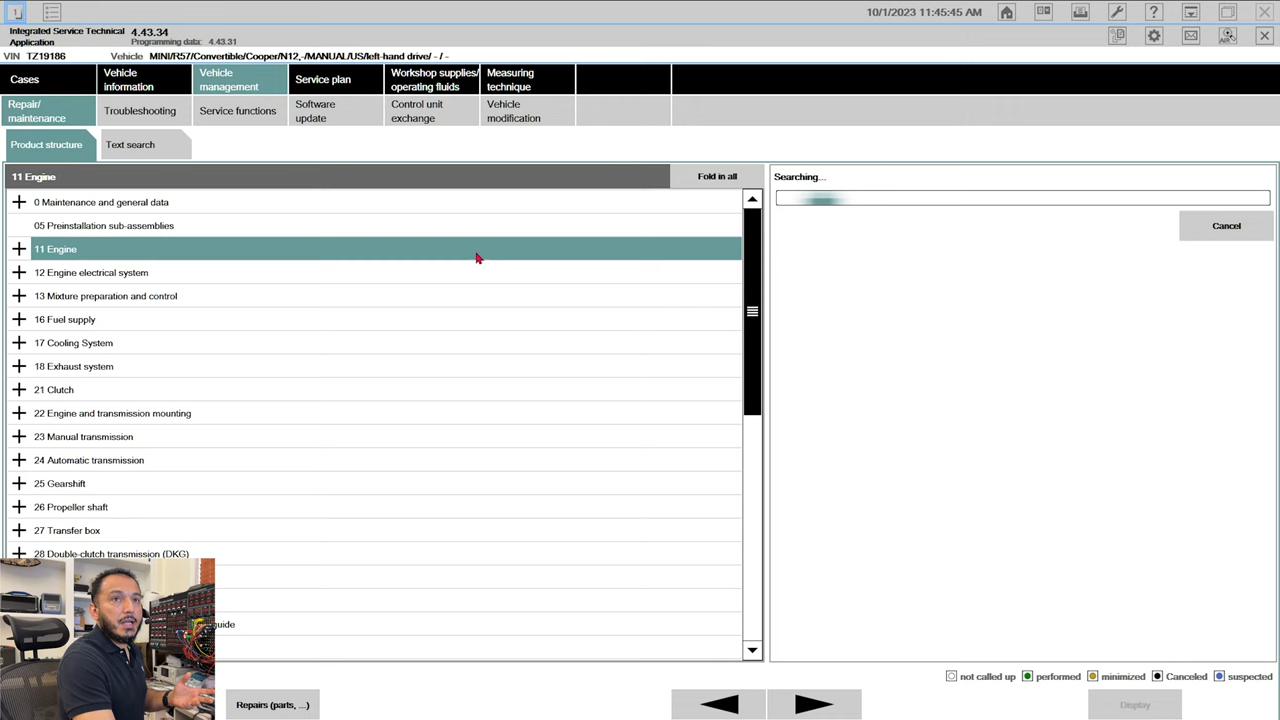 1
10/1/2023 11:45:45 AM
Integrated Service Technical Application 4.43.34
Programming data: 4.43.31
VIN TZ19186 Vehicle MINI/R57/Convertible/Cooper/N12,-/MANUAL/US/left-hand drive/ - / -
Cases
Vehicle information
Vehicle management
Service plan
Workshop supplies/ operating fluids
Measuring technique
Repair/ maintenance
Troubleshooting
Service functions
Software update
Control unit exchange
Vehicle modification
Product structure
Text search
11 Engine
Fold in all
0 Maintenance and general data
05 Preinstallation sub-assemblies
11 Engine
12 Engine electrical system
13 Mixture preparation and control
16 Fuel supply
17 Cooling System
18 Exhaust system
21 Clutch
22 Engine and transmission mounting
23 Manual transmission
24 Automatic transmission
25 Gearshift
26 Propeller shaft
27 Transfer box
28 Double-clutch transmission (DKG)
guide
Searching...
Cancel
not called up
performed
minimized
Canceled
suspected
Repairs (parts, ...)
Display